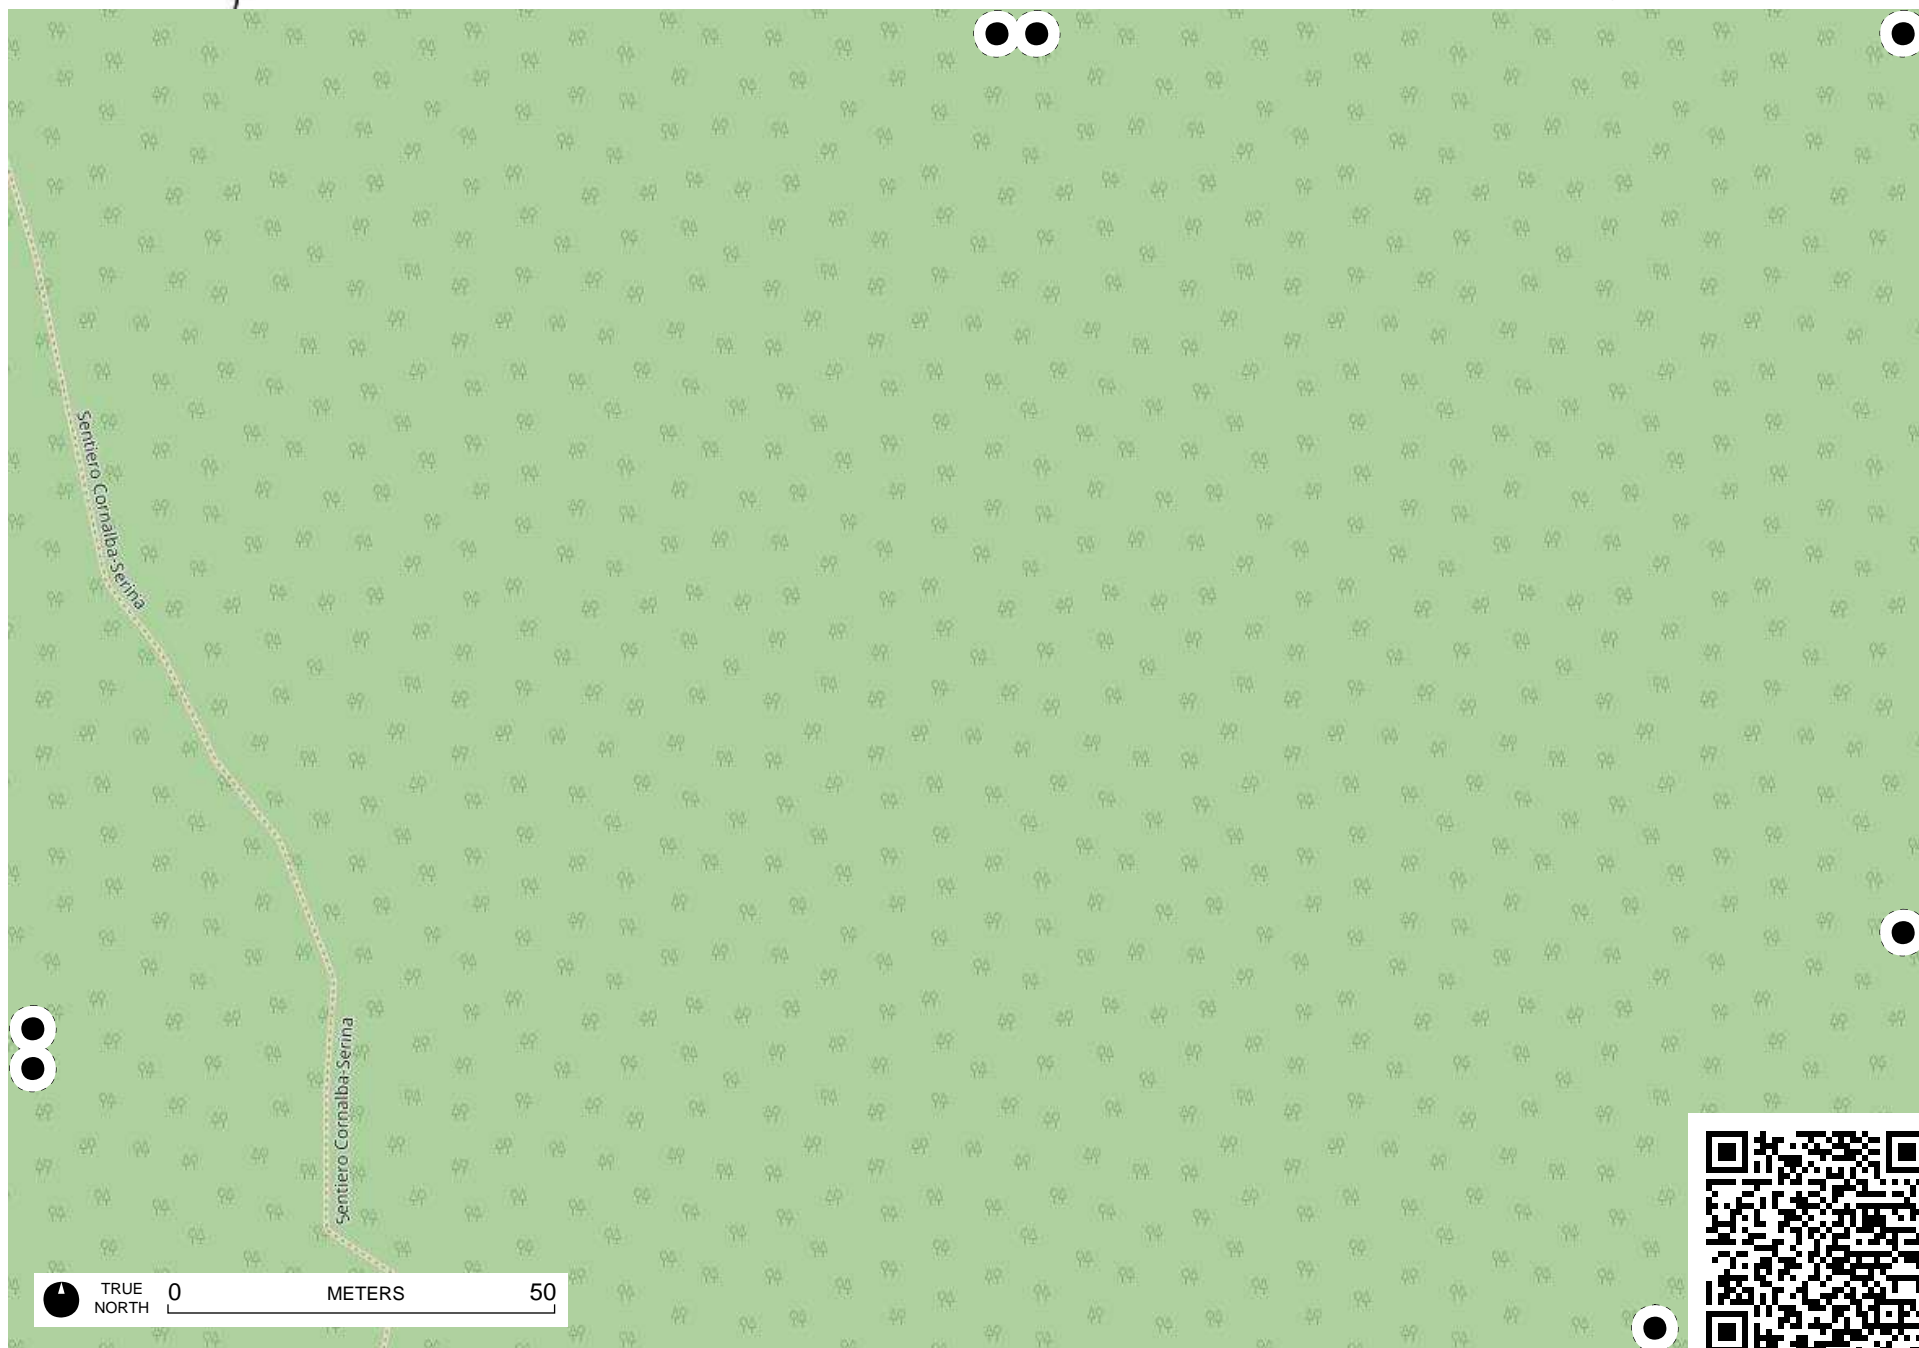 Sentiero Cornalba-Serina
Sentiero Cornalba-Serina
TRUE
NORTH
0 METERS 50